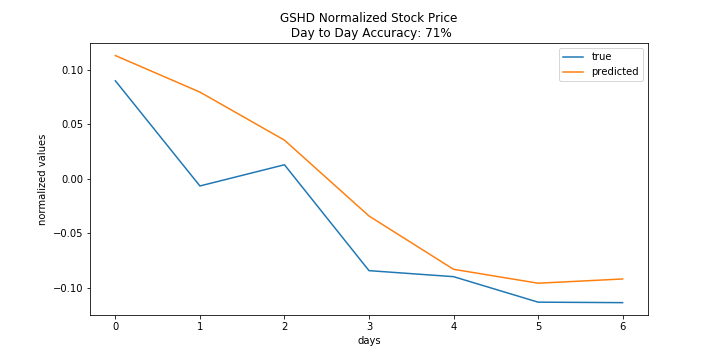 GSHD Normalized Stock Price
Day to Day Accuracy: 71%
true
predicted
0.10
0.05
0.00
−0.05
−0.10
normalized values
0 1 2 3 4 5 6
days